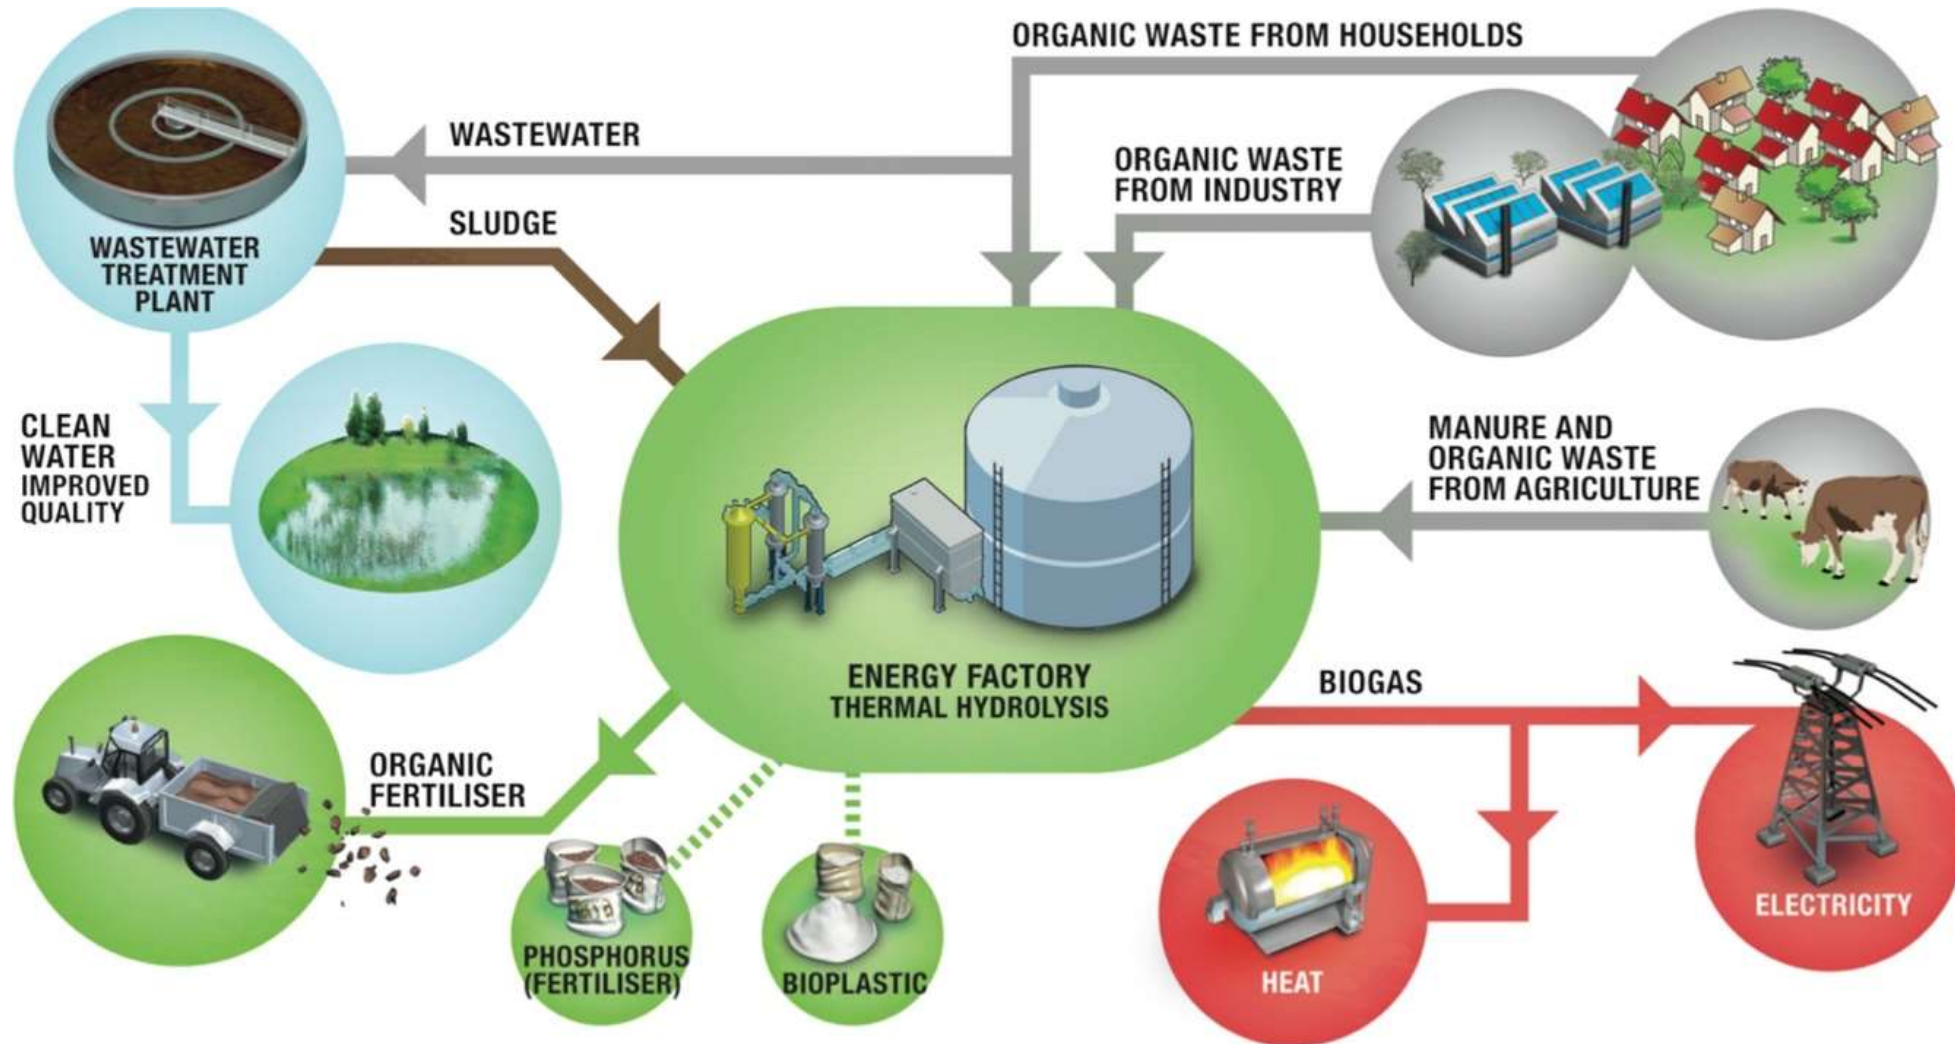 ORGANIC WASTE FROM HOUSEHOLDS
WASTEWATER
ORGANIC WASTE
FROM INDUSTRY
SLUDGE
WASTEWATER
TREATMENT
PLANT
CLEAN
WATER
IMPROVED
QUALITY
MANURE AND
ORGANIC WASTE
FROM AGRICULTURE
ENERGY FACTORY
THERMAL HYDROLYSIS
BIOGAS
ORGANIC
FERTILISER
PHOSPHORUS
(FERTILISER)
BIOPLASTIC
HEAT
ELECTRICITY